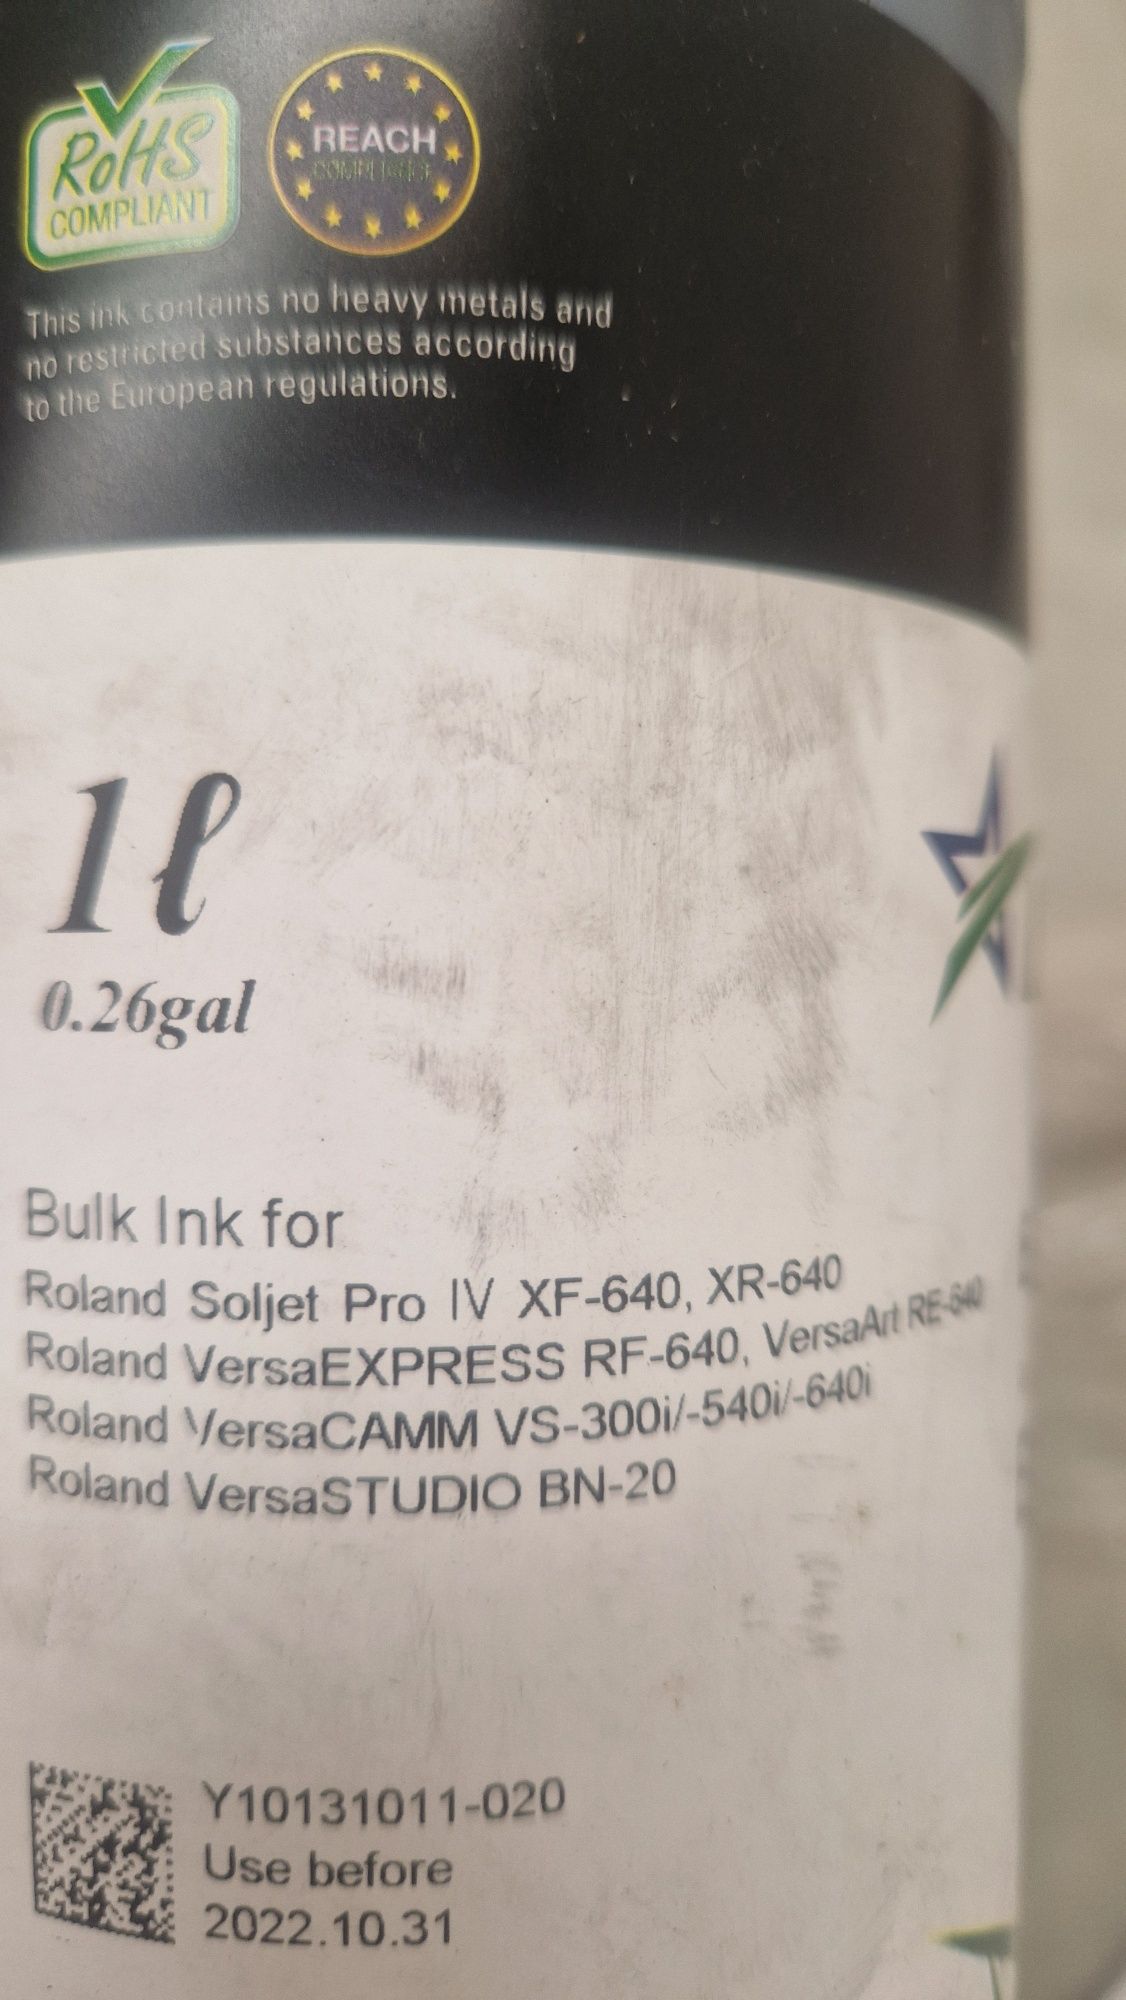 RoHS
COMPLIANT
REACH
COMPLIANCE
This ink contains no heavy metals and
no restricted substances according
to the European regulations.
1ℓ
0.26gal
Bulk Ink for
Roland Soljet Pro IV XF-640, XR-640
Roland VersaEXPRESS RF-640, VersaArt RE-640
Roland VersaCAMM VS-300i/-540i/-640i
Roland VersaSTUDIO BN-20
Y10131011-020
Use before
2022.10.31